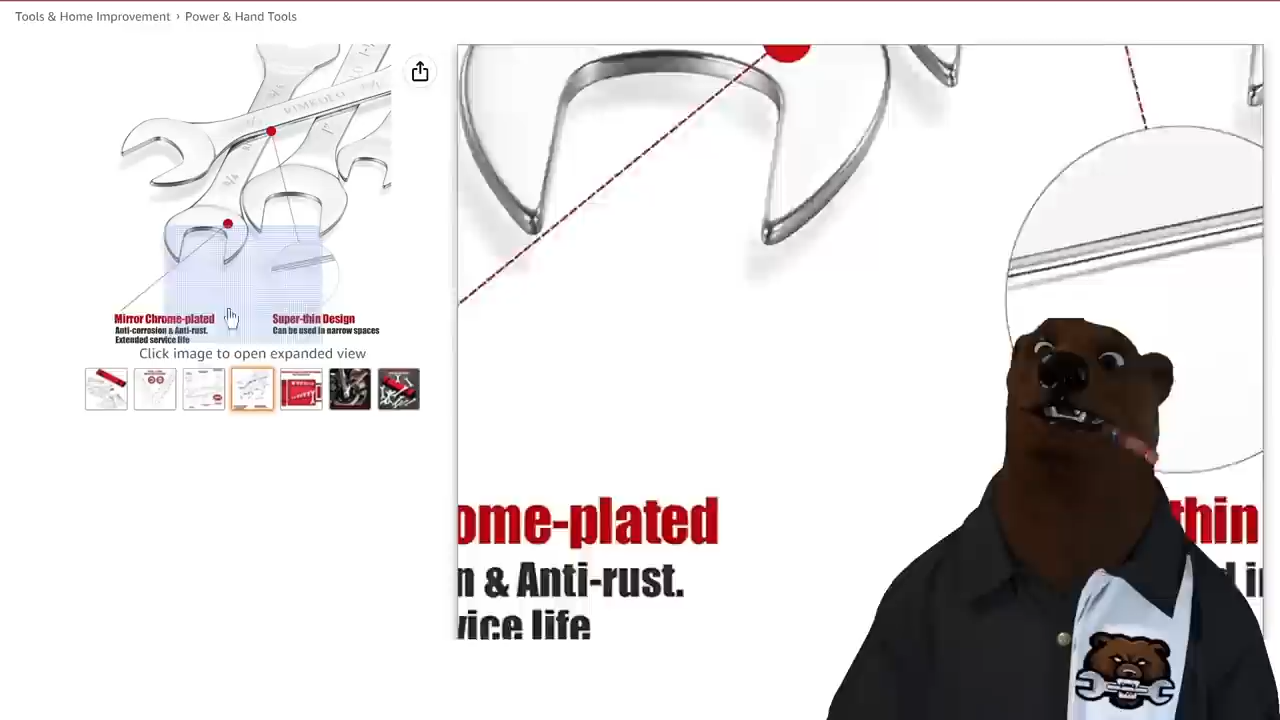 Tools & Home Improvement › Power & Hand Tools
Mirror Chrome-plated
Anti-corrosion & Anti-rust.
Extended service life
Super-thin Design
Can be used in narrow spaces
Click image to open expanded view
ome-plated
n & Anti-rust.
vice life
thin
d i